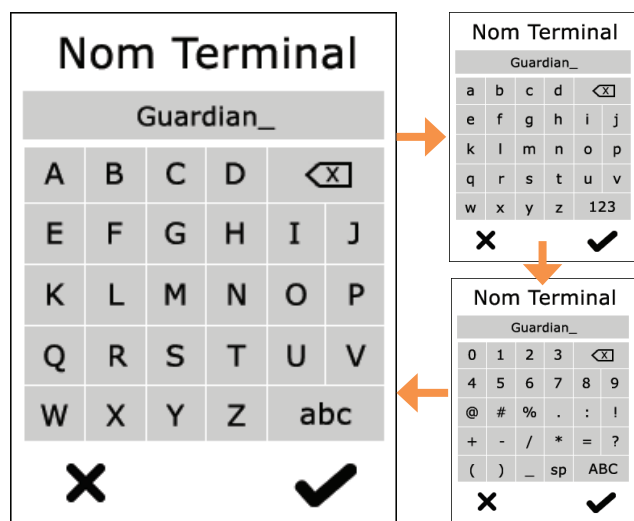 Nom Terminal
Guardian_
A B C D X
E F G H I J
K L M N O P
Q R S T U V
W X Y Z abc
Nom Terminal
Guardian_
a b c d X
e f g h i j
k l m n o p
q r s t u v
w x y z 123
Nom Terminal
Guardian_
0 1 2 3 X
4 5 6 7 8 9
@ # % . : !
+ - / * = ?
( ) _ sp ABC